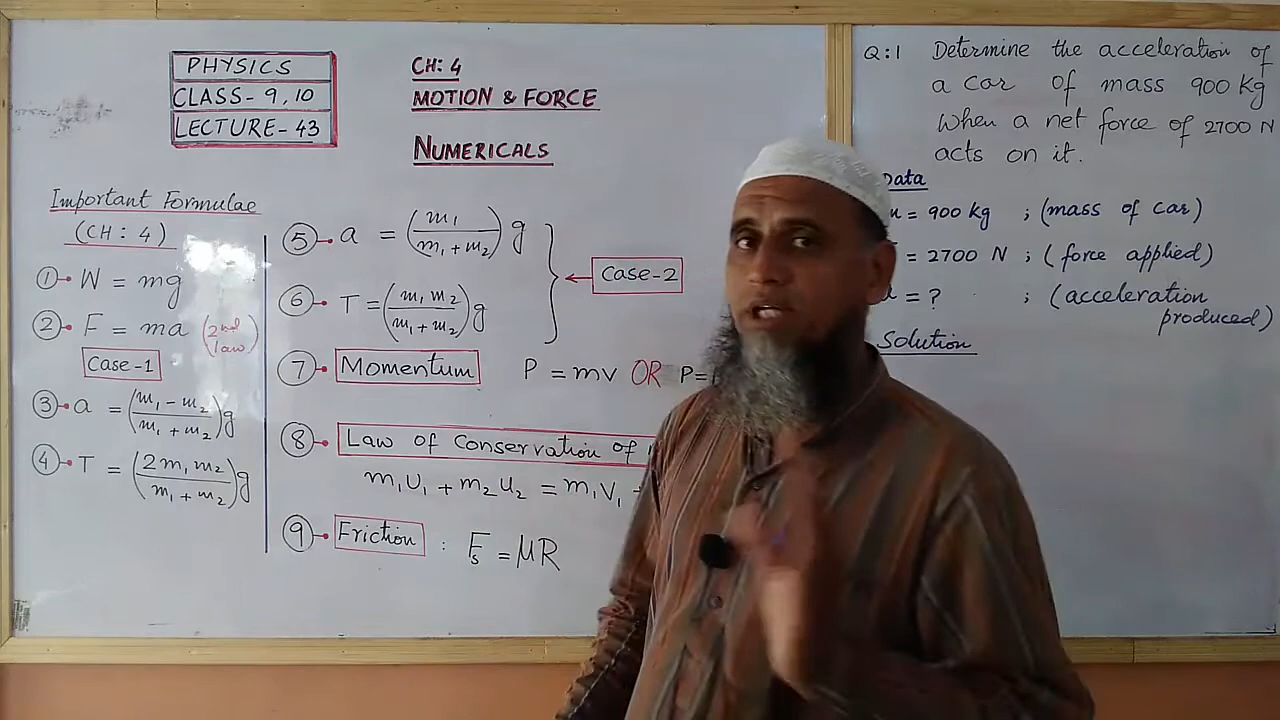 PHYSICS
CLASS- 9,10
LECTURE- 43
CH: 4
MOTION & FORCE
NUMERICALS
Important Formulae
(CH: 4)
① W = mg
② F = ma (2nd law)
Case-1
③ a = (m₁ - m₂ / m₁ + m₂) g
④ T = (2m₁m₂ / m₁ + m₂) g
⑤ a = (m₁ / m₁ + m₂) g
⑥ T = (m₁ m₂ / m₁ + m₂) g
Case-2
⑦ Momentum P = mv OR P=
⑧ Law of Conservation of
m₁U₁ + m₂U₂ = m₁V₁
⑨ Friction : Fs = μR
Q:1 Determine the acceleration of
a car of mass 900 Kg
When a net force of 2700 N
acts on it.
Data
= 900 kg ; (mass of car)
= 2700 N ; (force applied)
= ? ; (acceleration
produced)
Solution